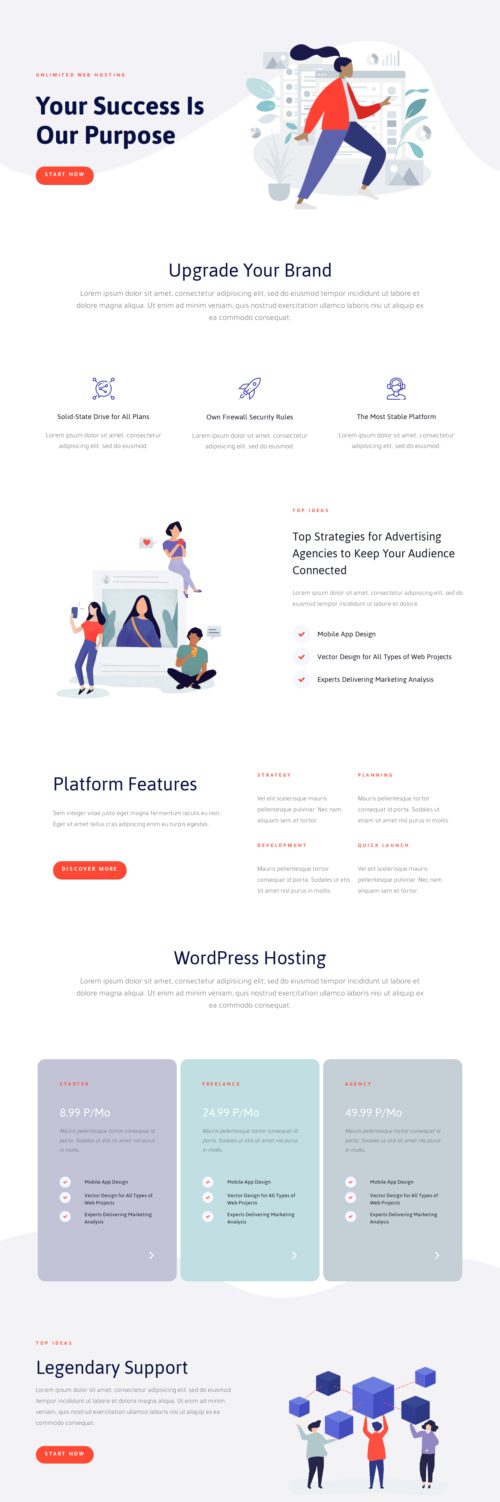 UNLIMITED WEB HOSTING
Your Success Is
Our Purpose
START NOW
Upgrade Your Brand
Lorem ipsum dolor sit amet, consectetur adipisicing elit, sed do eiusmod tempor incididunt ut labore et
dolore magna aliqua. Ut enim ad minim veniam, quis nostrud exercitation ullamco laboris nisi ut aliquip ex
ea commodo consequat.
Solid-State Drive for All Plans
Lorem ipsum dolor sit amet, consectetur
adipisicing elit, sed do eiusmod.
Own Firewall Security Rules
Lorem ipsum dolor sit amet, consectetur
adipisicing elit, sed do eiusmod.
The Most Stable Platform
Lorem ipsum dolor sit amet, consectetur
adipisicing elit, sed do eiusmod.
TOP IDEAS
Top Strategies for Advertising
Agencies to Keep Your Audience
Connected
Lorem ipsum dolor sit amet, consectetur adipisicing elit, sed do
eiusmod tempor incididunt ut labore et dolore.
Mobile App Design
Vector Design for All Types of Web Projects
Experts Delivering Marketing Analysis
Platform Features
Sem integer vitae justo eget magna fermentum iaculis eu non.
Eget sit amet tellus cras adipiscing enim eu turpis egestas.
DISCOVER MORE
STRATEGY
Vel elit scelerisque mauris
pellentesque pulvinar. Nec nam
aliquam sem et tortor.
PLANNING
Mauris pellentesque tortor
consequat id porta. Sodales ut
etiam sit amet nisl purus in mollis.
DEVELOPMENT
Mauris pellentesque tortor
consequat id porta. Sodales ut etis
sit amet nisl purus in mollis.
QUICK LAUNCH
Vel elit scelerisque mauris
pellentesque pulvinar. Nec nam
aliquam sem et tortor.
WordPress Hosting
Lorem ipsum dolor sit amet, consectetur adipisicing elit, sed do eiusmod tempor incididunt ut labore et
dolore magna aliqua. Ut enim ad minim veniam, quis nostrud exercitation ullamco laboris nisi ut aliquip ex
ea commodo consequat.
STARTER
8.99 P/Mo
Mauris pellentesque tortor consequat id
porta. Sodales ut etis sit amet nisl purus
in mollis.
Mobile App Design
Vector Design for All Types of
Web Projects
Experts Delivering Marketing
Analysis
FREELANCE
24.99 P/Mo
Mauris pellentesque tortor consequat id
porta. Sodales ut etis sit amet nisl purus
in mollis.
Mobile App Design
Vector Design for All Types of
Web Projects
Experts Delivering Marketing
Analysis
AGENCY
49.99 P/Mo
Mauris pellentesque tortor consequat id
porta. Sodales ut etis sit amet nisl purus
in mollis.
Mobile App Design
Vector Design for All Types of
Web Projects
Experts Delivering Marketing
Analysis
TOP IDEAS
Legendary Support
Lorem ipsum dolor sit amet, consectetur adipisicing elit, sed do
eiusmod tempor incididunt ut labore et dolore magna aliqua. Ut enim ad minim
veniam, quis nostrud exercitation ullamco laboris nisi ut aliquip ex ea
commodo consequat.
START NOW